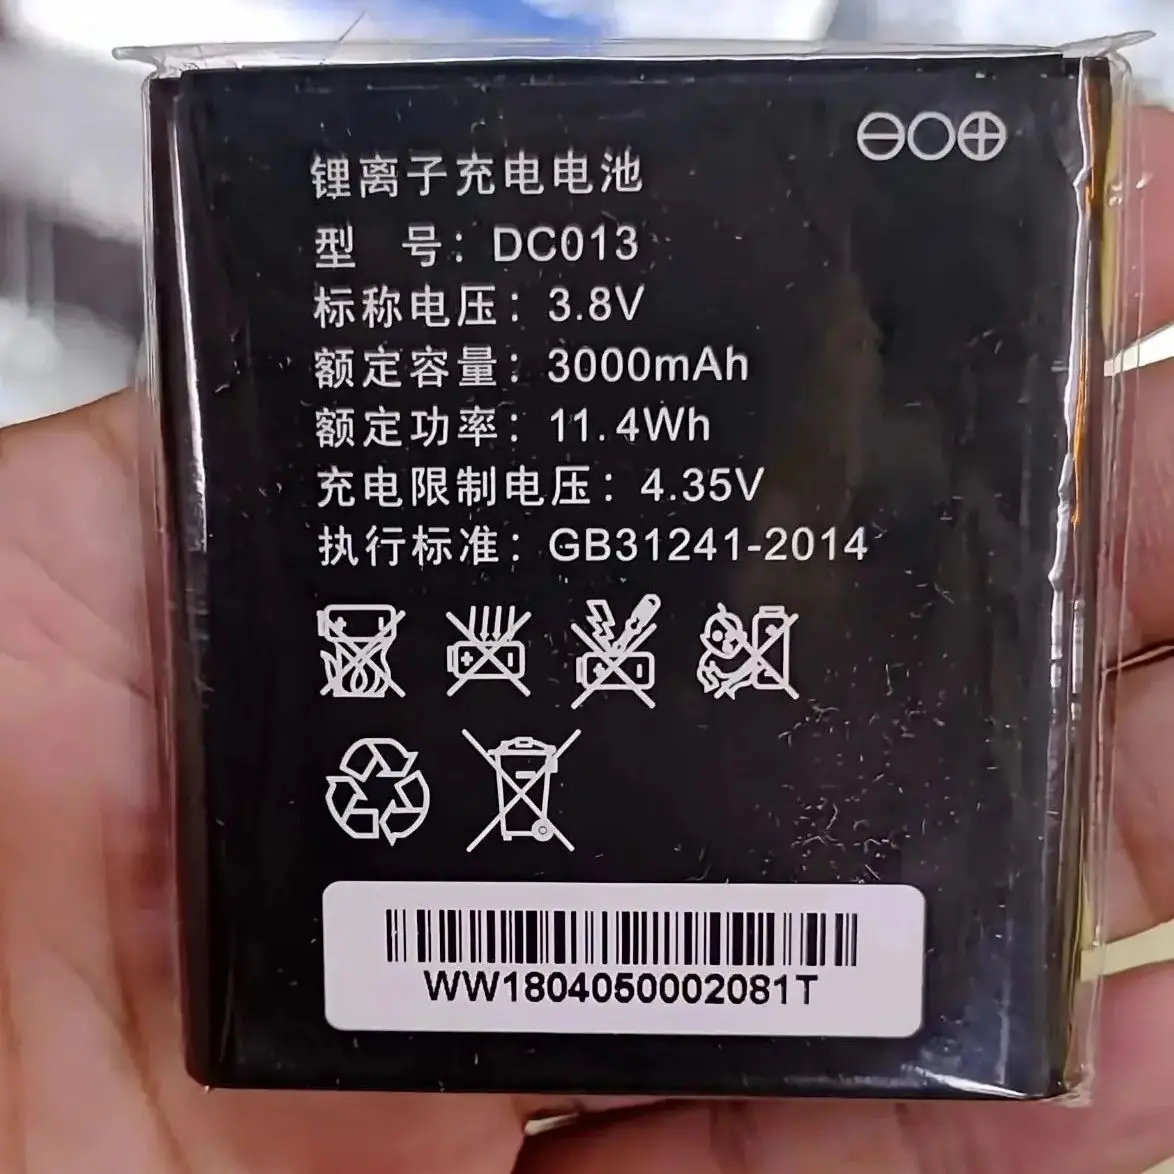 锂离子充电电池
型 号：DC013
标称电压：3.8V
额定容量：3000mAh
额定功率：11.4Wh
充电限制电压：4.35V
执行标准：GB31241-2014
WW1804050002081T